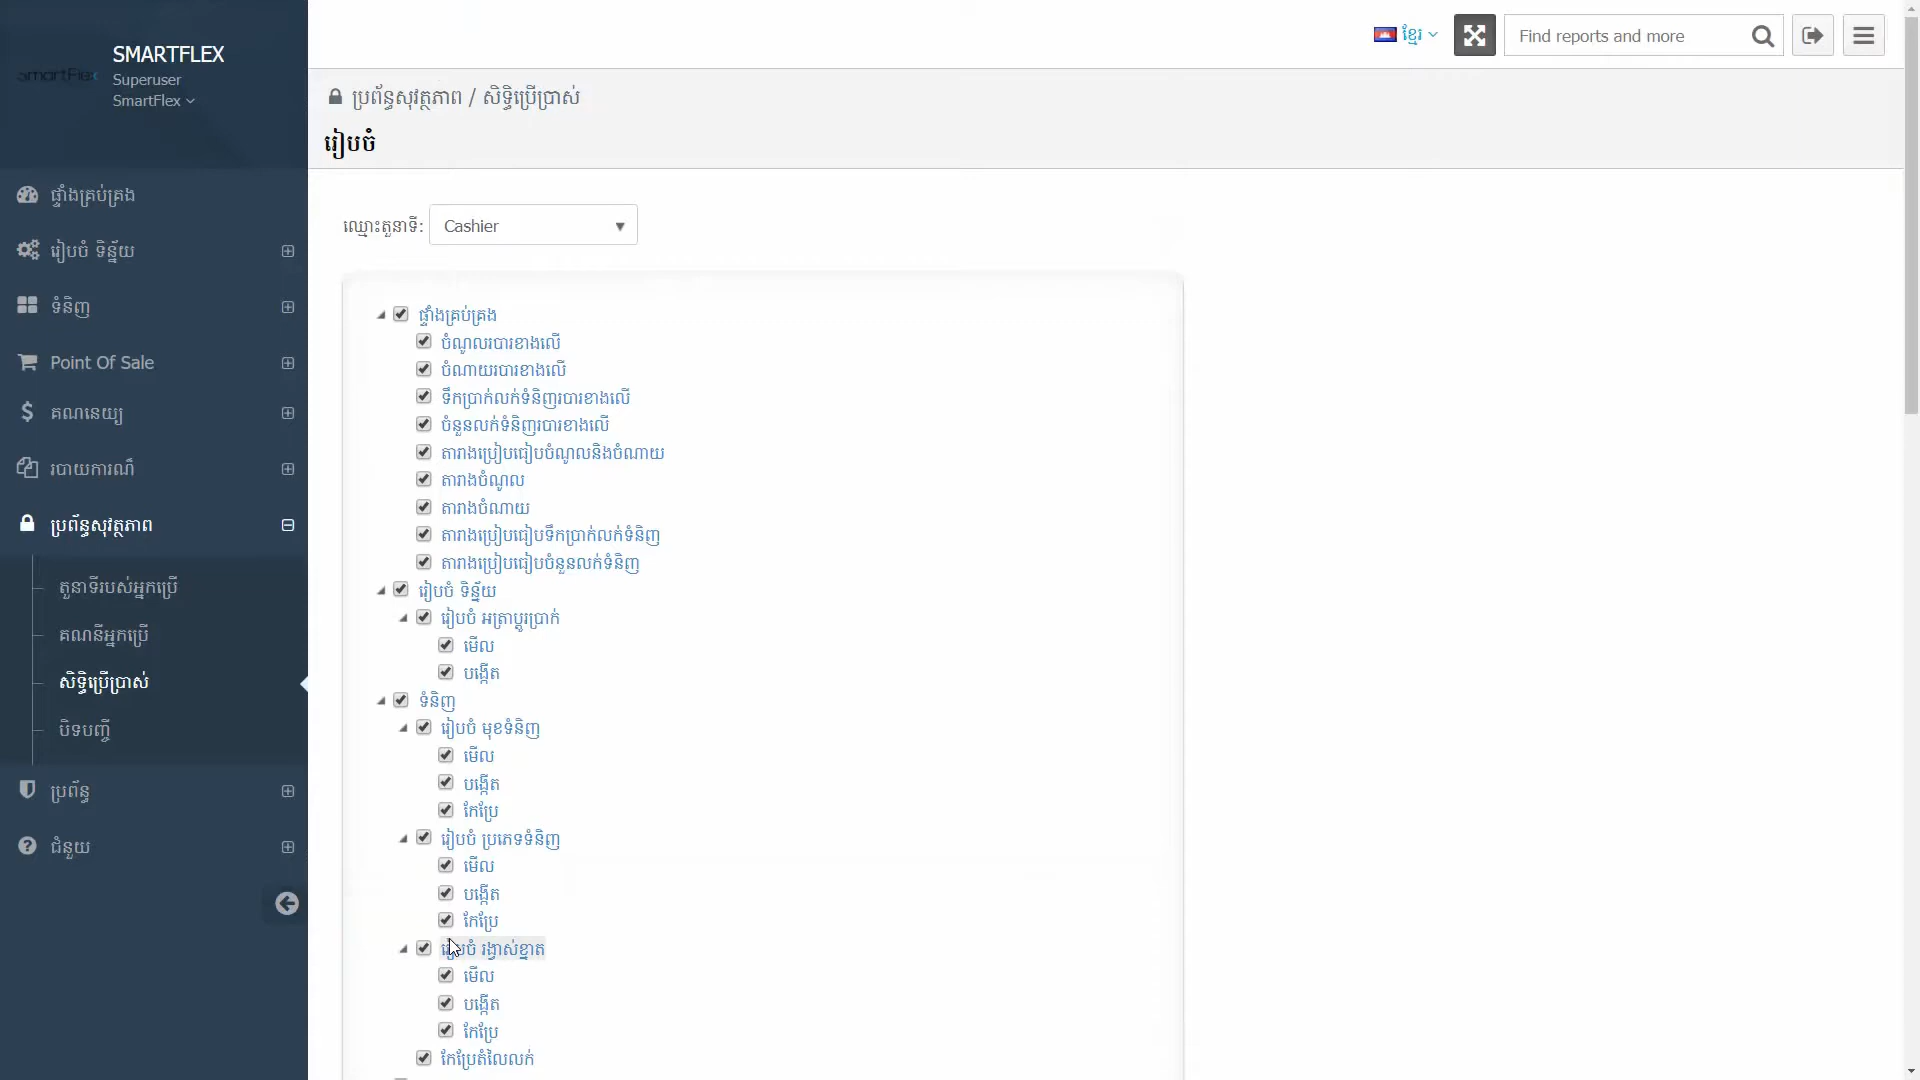 SmartFlex
SMARTFLEX
Superuser
SmartFlex
ផ្ទាំងគ្រប់គ្រង
រៀបចំ ទិន្ន័យ
ទំនិញ
Point Of Sale
គណនេយ្យ
របាយការណ៏
ប្រព័ន្ធសុវត្ថភាព
តួនាទីរបស់អ្នកប្រើ
គណនីអ្នកប្រើ
សិទ្ធិប្រើប្រាស់
បិទបញ្ជី
ប្រព័ន្ធ
ជំនួយ
ខ្មែរ
Find reports and more
ប្រព័ន្ធសុវត្ថភាព / សិទ្ធិប្រើប្រាស់
រៀបចំ
ឈ្មោះតួនាទី: Cashier
ផ្ទាំងគ្រប់គ្រង
ចំណូលរបារខាងលើ
ចំណាយរបារខាងលើ
ទឹកប្រាក់លក់ទំនិញរបារខាងលើ
ចំនួនលក់ទំនិញរបារខាងលើ
តារាងប្រៀបធៀបចំណូលនិងចំណាយ
តារាងចំណូល
តារាងចំណាយ
តារាងប្រៀបធៀបទឹកប្រាក់លក់ទំនិញ
តារាងប្រៀបធៀបចំនួនលក់ទំនិញ
រៀបចំ ទិន្ន័យ
រៀបចំ អត្រាប្តូរប្រាក់
មើល
បង្កើត
ទំនិញ
រៀបចំ មុខទំនិញ
មើល
បង្កើត
កែប្រែ
រៀបចំ ប្រភេទទំនិញ
មើល
បង្កើត
កែប្រែ
រៀបចំ រង្វាស់ខ្នាត
មើល
បង្កើត
កែប្រែ
កែប្រែតំលៃលក់